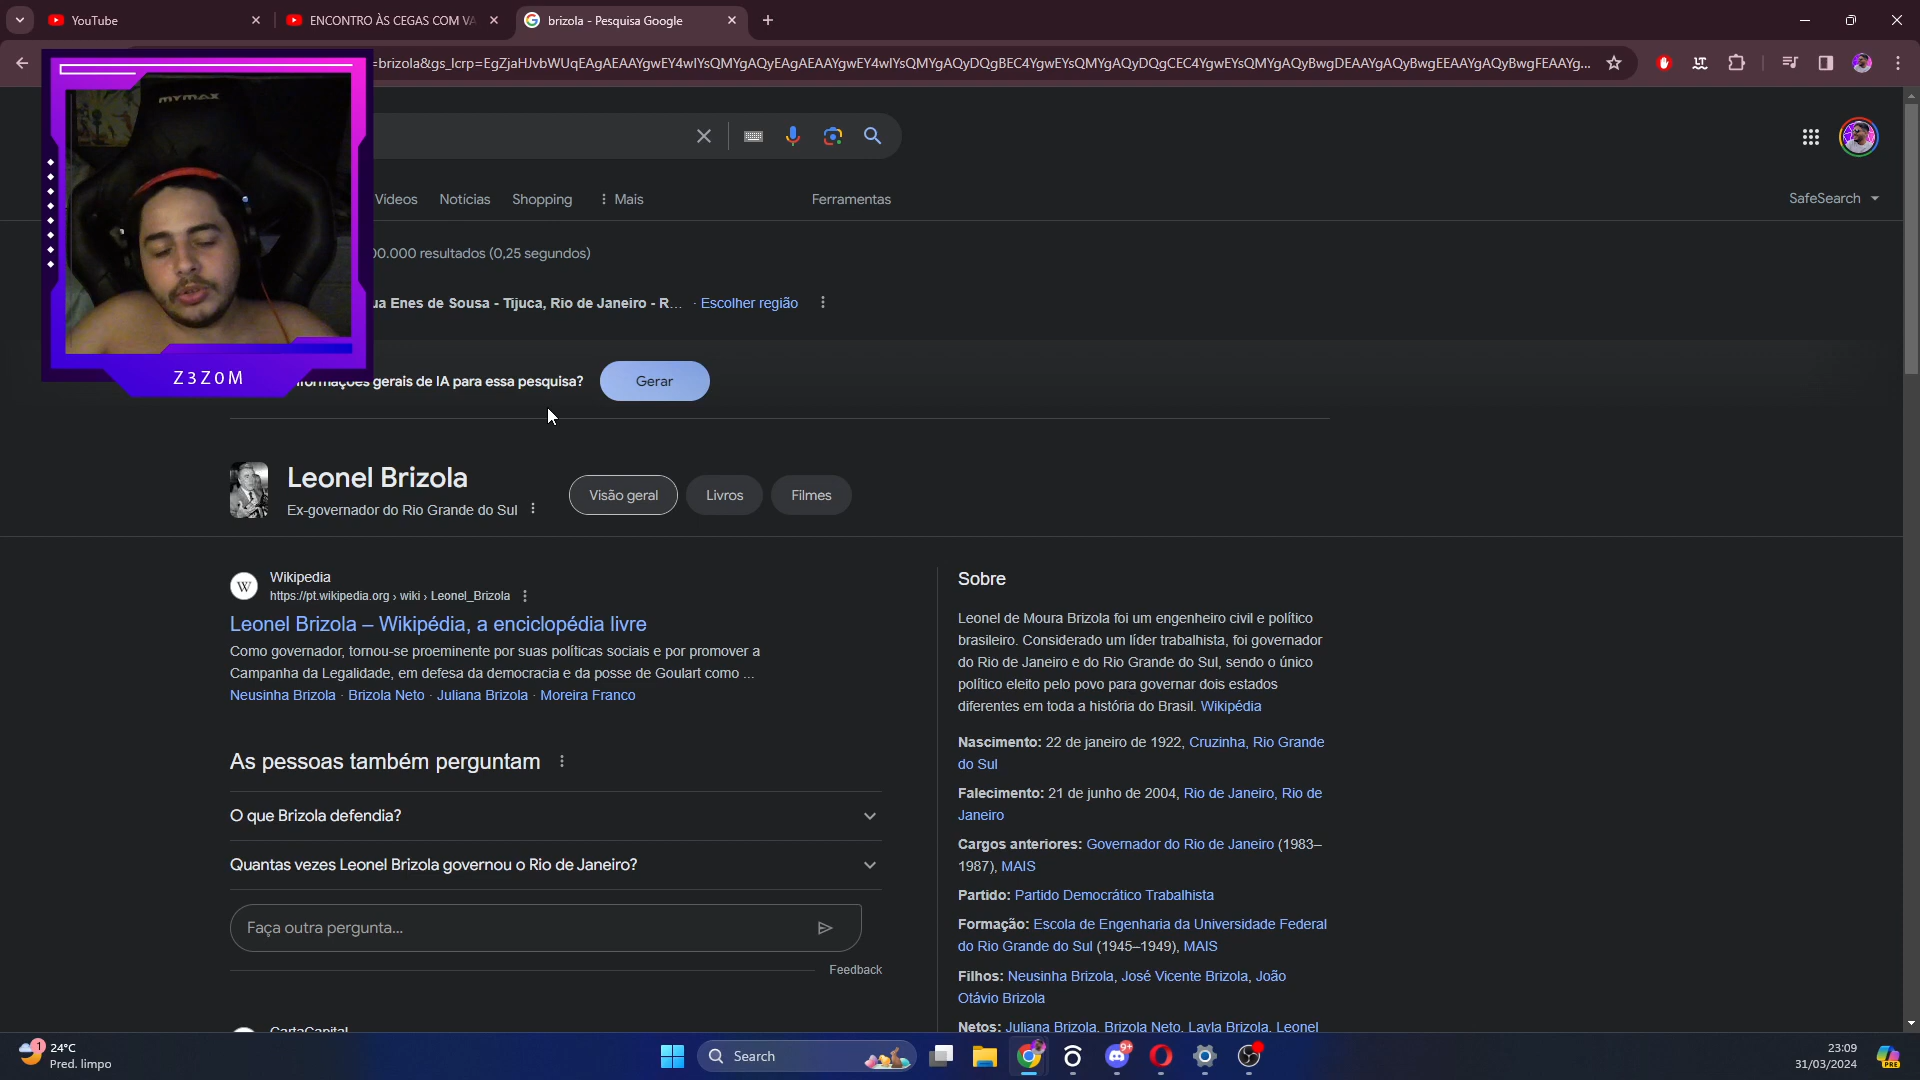 YouTube
ENCONTRO ÀS CEGAS COM VA
brizola - Pesquisa Google
=brizola&gs_lcrp=EgZjaHJvbWUqEAgAEAAYgwEY4wIYsQMYgAQyEAgAEAAYgwEY4wIYsQMYgAQyDQgBEC4YgwEYsQMYgAQyDQgCEC4YgwEYsQMYgAQyBwgDEAAYgAQyBwgEEAAYgAQyBwgFEAAYg...
MYMAX
Vídeos
Notícias
Shopping
Mais
Ferramentas
SafeSearch
00.000 resultados (0,25 segundos)
ua Enes de Sousa - Tijuca, Rio de Janeiro - R... · Escolher região
Z3Z0M
informações gerais de IA para essa pesquisa?
Gerar
Leonel Brizola
Ex-governador do Rio Grande do Sul
Visão geral
Livros
Filmes
W
Wikipedia
https://pt.wikipedia.org › wiki › Leonel_Brizola
Leonel Brizola – Wikipédia, a enciclopédia livre
Como governador, tornou-se proeminente por suas políticas sociais e por promover a
Campanha da Legalidade, em defesa da democracia e da posse de Goulart como ...
Neusinha Brizola · Brizola Neto · Juliana Brizola · Moreira Franco
As pessoas também perguntam
O que Brizola defendia?
Quantas vezes Leonel Brizola governou o Rio de Janeiro?
Faça outra pergunta...
Feedback
CartaCapital
Sobre
Leonel de Moura Brizola foi um engenheiro civil e político
brasileiro. Considerado um líder trabalhista, foi governador
do Rio de Janeiro e do Rio Grande do Sul, sendo o único
político eleito pelo povo para governar dois estados
diferentes em toda a história do Brasil. Wikipédia
Nascimento: 22 de janeiro de 1922, Cruzinha, Rio Grande
do Sul
Falecimento: 21 de junho de 2004, Rio de Janeiro, Rio de
Janeiro
Cargos anteriores: Governador do Rio de Janeiro (1983–
1987), MAIS
Partido: Partido Democrático Trabalhista
Formação: Escola de Engenharia da Universidade Federal
do Rio Grande do Sul (1945–1949), MAIS
Filhos: Neusinha Brizola, José Vicente Brizola, João
Otávio Brizola
Netos: Juliana Brizola, Brizola Neto, Layla Brizola, Leonel
1
24°C
Pred. limpo
Search
9+
23:09
31/03/2024
PRE